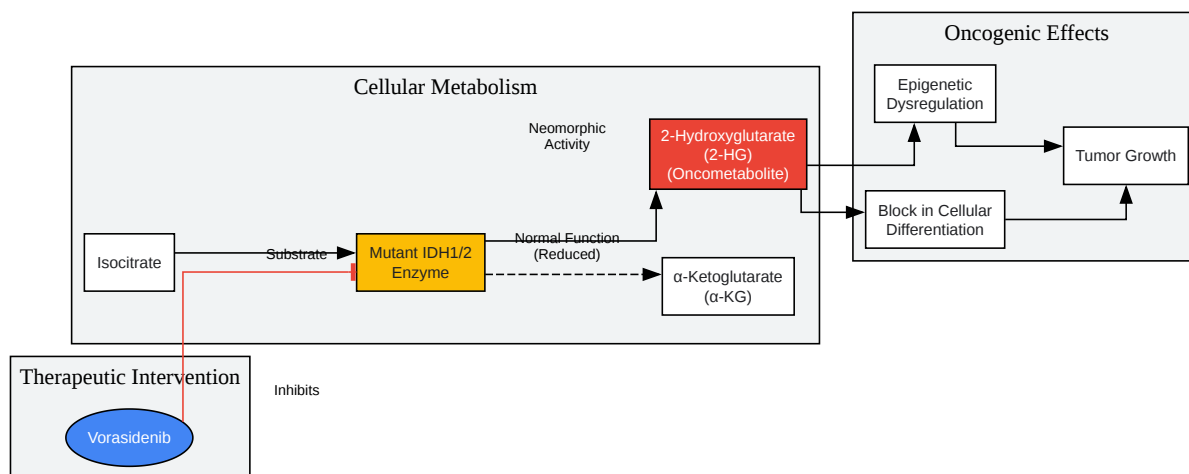 Oncogenic Effects
Cellular Metabolism
Epigenetic
Dysregulation
Neomorphic
Activity
2-Hydroxyglutarate
(2-HG)
(Oncometabolite)
Tumor Growth
Block in Cellular
Differentiation
Isocitrate
Substrate
Mutant IDH1/2
Enzyme
Normal Function
(Reduced)
α-Ketoglutarate
(α-KG)
Therapeutic Intervention
Inhibits
Vorasidenib